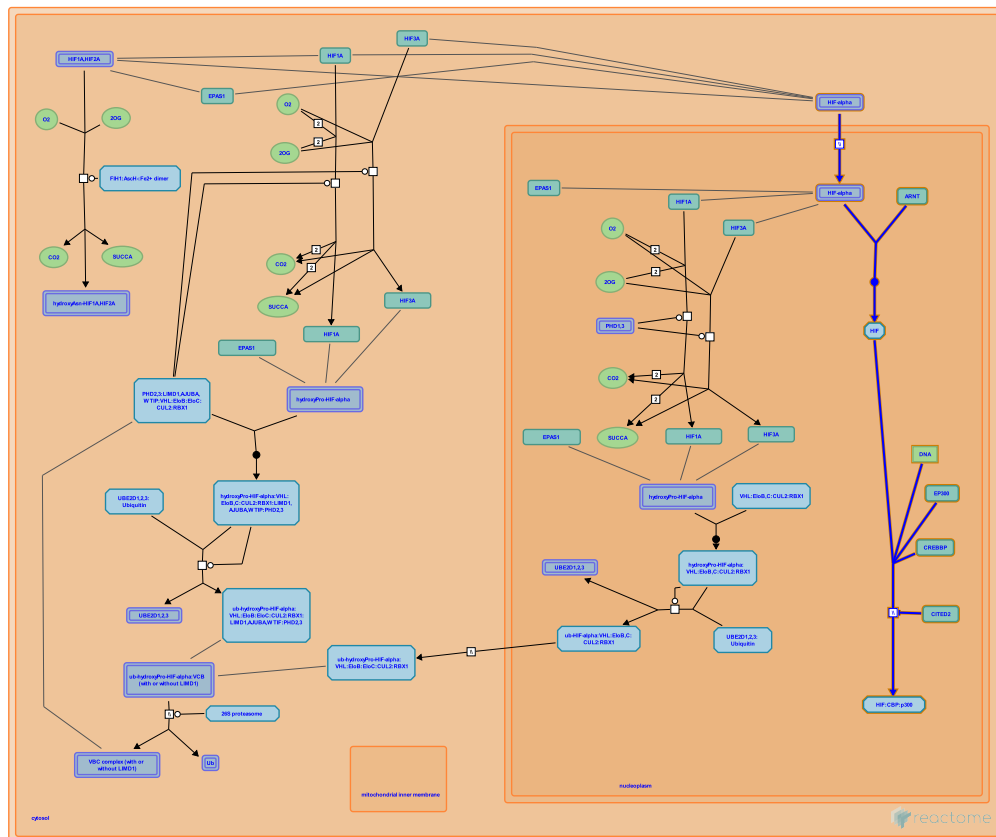 HIF3A
HIF1A
HIF1A,HIF2A
EPAS1
HIF-alpha
O2
2OG
O2
2
2
2OG
FIH1:AscH-:Fe2+ dimer
CO2
SUCCA
hydroxyAsn-HIF1A,HIF2A
2
CO2
2
SUCCA
HIF3A
HIF1A
EPAS1
hydroxyPro-HIF-alpha
PHD2,3:LIMD1,AJUBA,
WTIP:VHL:EloB:EloC:
CUL2:RBX1
UBE2D1,2,3:
Ubiquitin
hydroxyPro-HIF-alpha:VHL:
EloB,C:CUL2:RBX1:LIMD1,
AJUBA,WTIP:PHD2,3
UBE2D1,2,3
ub-hydroxyPro-HIF-alpha:
VHL:EloB:EloC:CUL2:RBX1:
LIMD1,AJUBA,WTIF:PHD2,3
ub-hydroxyPro-HIF-alpha:VCB
(with or without LIMD1)
ub-hydroxyPro-HIF-alpha:
VHL:EloB:EloC:CUL2:RBX1
26S proteasome
VBC complex (with or
without LIMD1)
Ub
mitochondrial inner membrane
cytosol
EPAS1
HIF1A
HIF3A
HIF-alpha
ARNT
O2
2
2OG
2
PHD1,3
CO2
2
2
SUCCA
HIF1A
HIF3A
EPAS1
hydroxyPro-HIF-alpha
VHL:EloB,C:CUL2:RBX1
hydroxyPro-HIF-alpha:
VHL:EloB,C:CUL2:RBX1
UBE2D1,2,3
ub-HIF-alpha:VHL:EloB,C:
CUL2:RBX1
UBE2D1,2,3:
Ubiquitin
HIF
DNA
EP300
CREBBP
CITED2
HIF:CBP:p300
nucleoplasm
reactome